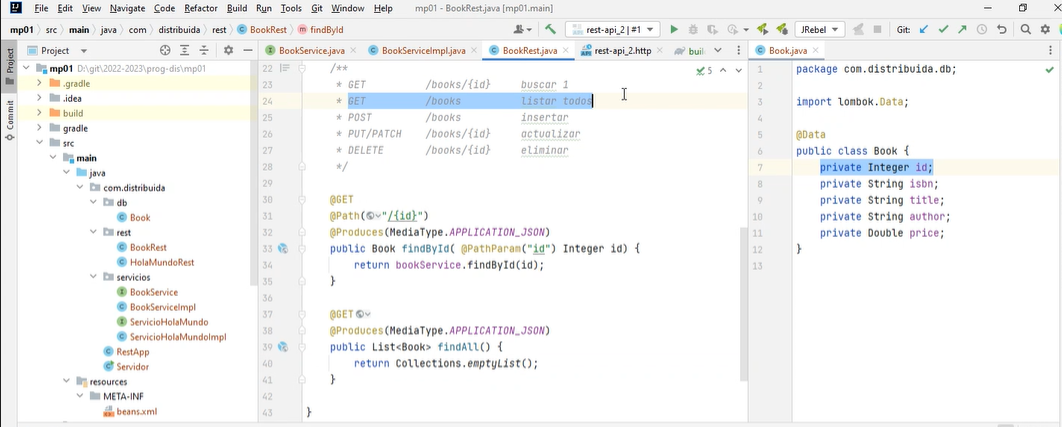 File Edit View Navigate Code Refactor Build Run Tools Git Window Help mp01 - BookRest.java [mp01.main]
mp01 src main java com distribuida rest BookRest findById rest-api_2 | #1 JRebel Git:
Project
Commit
Project
mp01 D:\git\2022-2023\prog-dis\mp01
.gradle
.idea
build
gradle
src
main
java
com.distribuida
db
Book
rest
BookRest
HolaMundoRest
servicios
BookService
BookServiceImpl
ServicioHolaMundo
ServicioHolaMundoImpl
RestApp
Servidor
resources
META-INF
beans.xml
BookService.java BookServiceImpl.java BookRest.java rest-api_2.http buil
5
22 /**
23 * GET /books/{id} buscar 1
24 * GET /books listar todos
25 * POST /books insertar
26 * PUT/PATCH /books/{id} actualizar
27 * DELETE /books/{id} eliminar
28 */
29
30 @GET
31 @Path("/{id}")
32 @Produces(MediaType.APPLICATION_JSON)
33 public Book findById( @PathParam("id") Integer id) {
34 return bookService.findById(id);
35 }
36
37 @GET
38 @Produces(MediaType.APPLICATION_JSON)
39 public List<Book> findAll() {
40 return Collections.emptyList();
41 }
42
43 }
Book.java
1 package com.distribuida.db;
2
3 import lombok.Data;
4
5 @Data
6 public class Book {
7 private Integer id;
8 private String isbn;
9 private String title;
10 private String author;
11 private Double price;
12 }
13